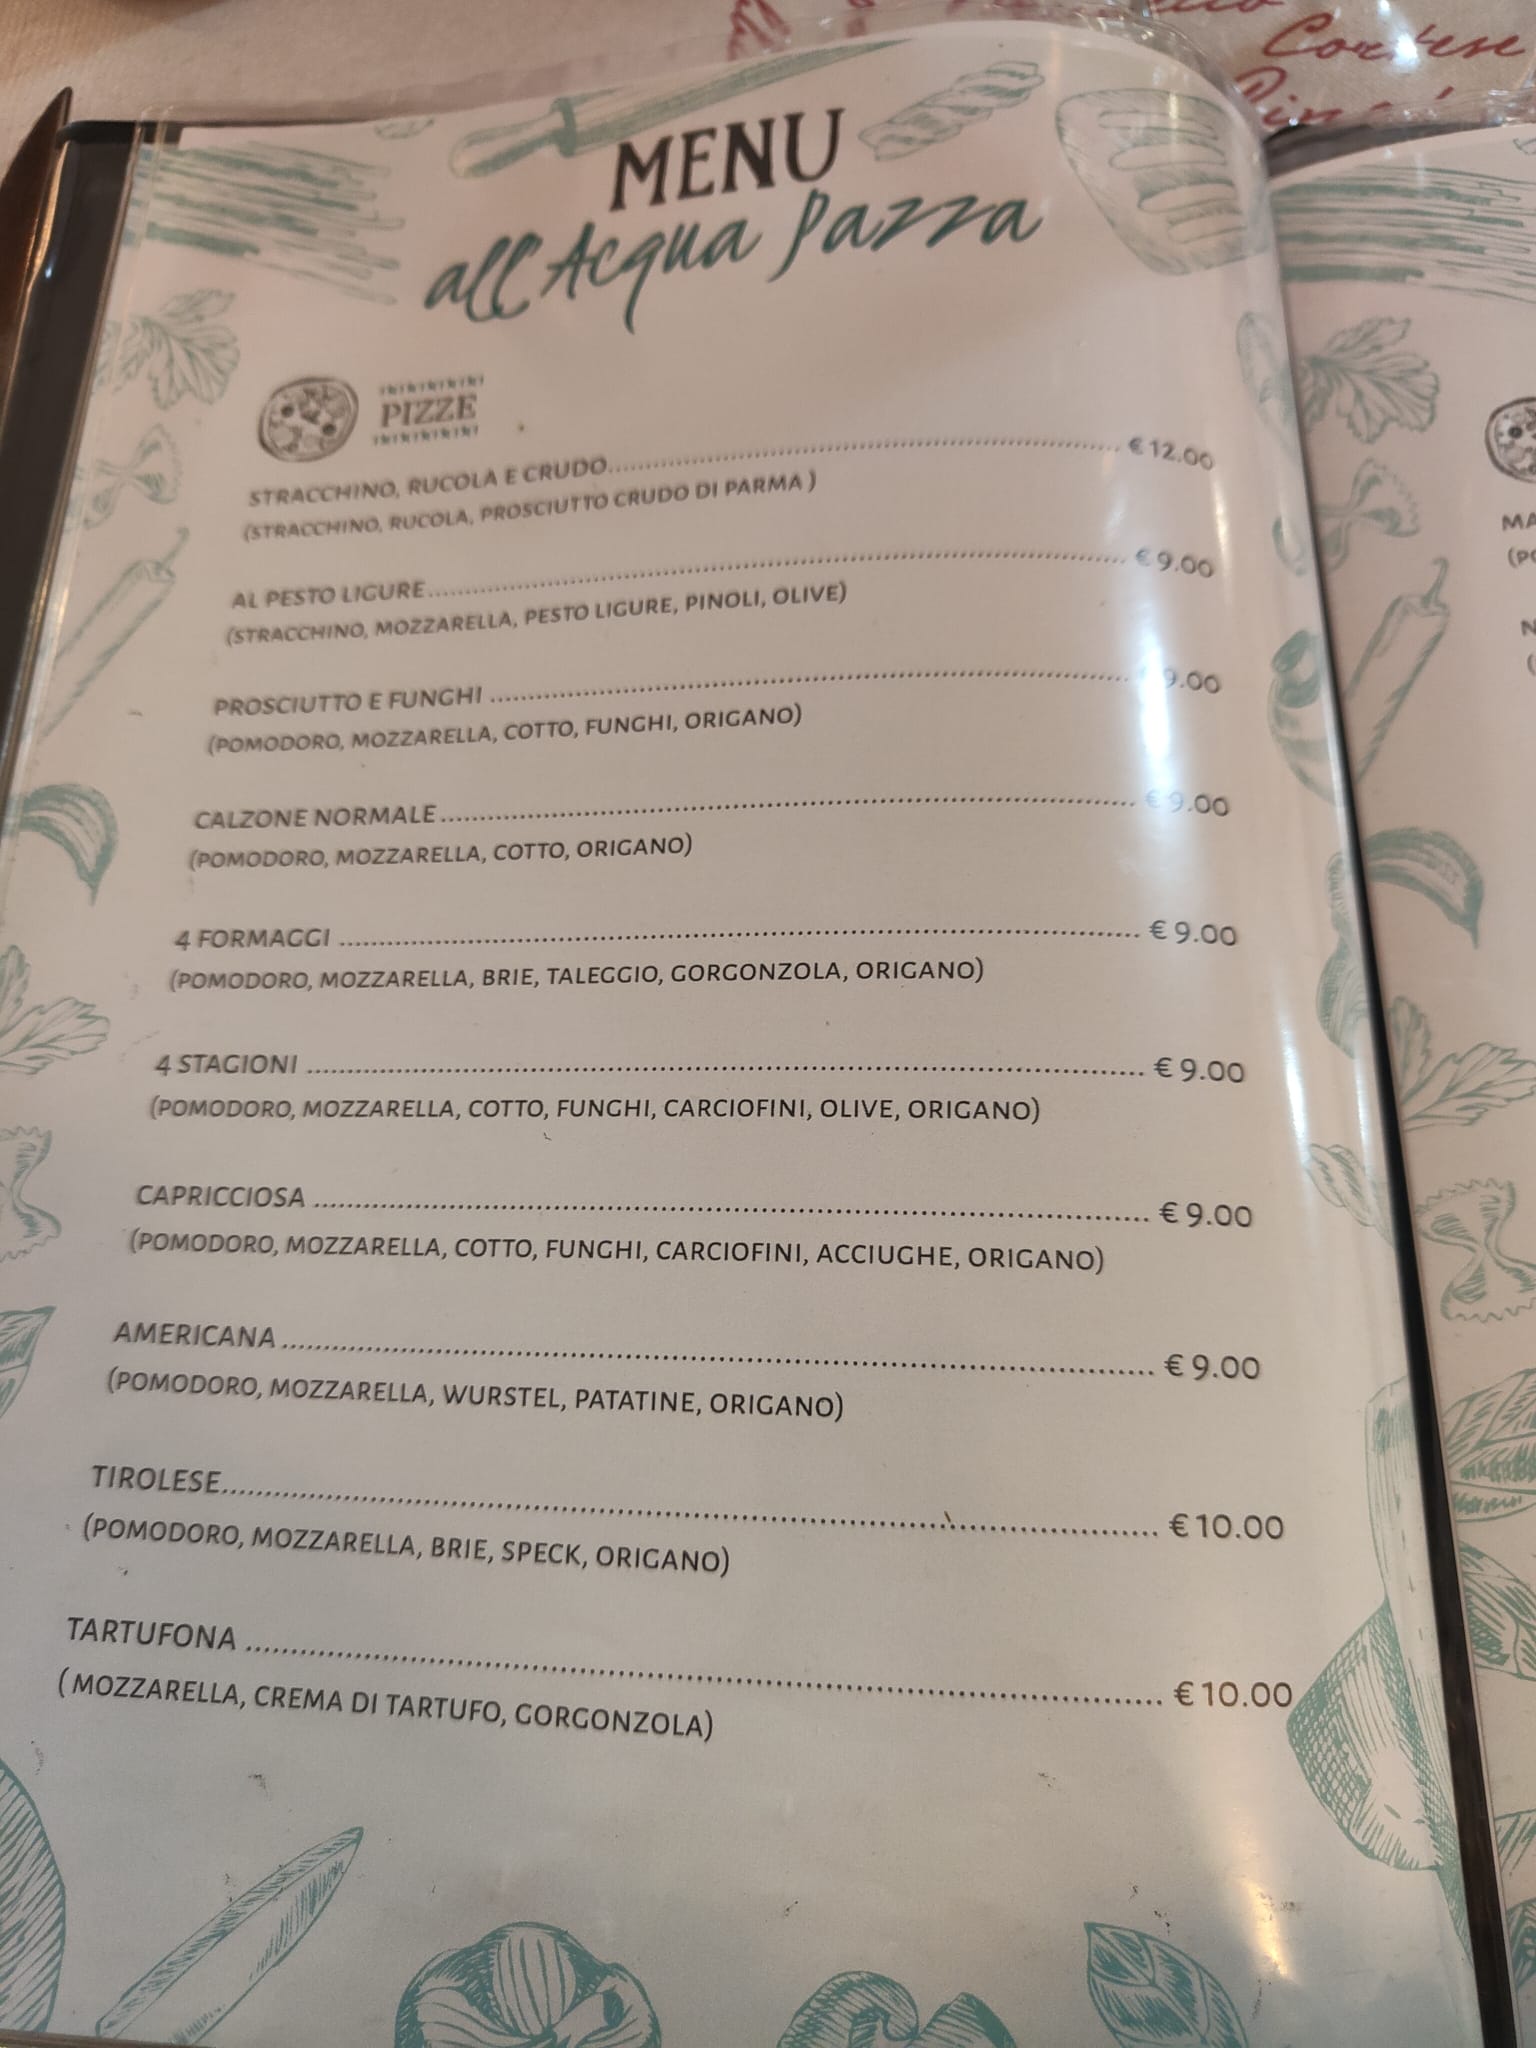 Cortese
MENU
all'Acqua Pazza
PIZZE
STRACCHINO, RUCOLA E CRUDO.......... € 12.00
(STRACCHINO, RUCOLA, PROSCIUTTO CRUDO DI PARMA )
AL PESTO LIGURE.......... € 9.00
(STRACCHINO, MOZZARELLA, PESTO LIGURE, PINOLI, OLIVE)
PROSCIUTTO E FUNGHI .......... € 9.00
(POMODORO, MOZZARELLA, COTTO, FUNGHI, ORIGANO)
CALZONE NORMALE.......... € 9.00
(POMODORO, MOZZARELLA, COTTO, ORIGANO)
4 FORMAGGI .......... € 9.00
(POMODORO, MOZZARELLA, BRIE, TALEGGIO, GORGONZOLA, ORIGANO)
4 STAGIONI .......... € 9.00
(POMODORO, MOZZARELLA, COTTO, FUNGHI, CARCIOFINI, OLIVE, ORIGANO)
CAPRICCIOSA .......... € 9.00
(POMODORO, MOZZARELLA, COTTO, FUNGHI, CARCIOFINI, ACCIUGHE, ORIGANO)
AMERICANA.......... € 9.00
(POMODORO, MOZZARELLA, WURSTEL, PATATINE, ORIGANO)
TIROLESE.......... € 10.00
(POMODORO, MOZZARELLA, BRIE, SPECK, ORIGANO)
TARTUFONA .......... € 10.00
( MOZZARELLA, CREMA DI TARTUFO, GORGONZOLA)